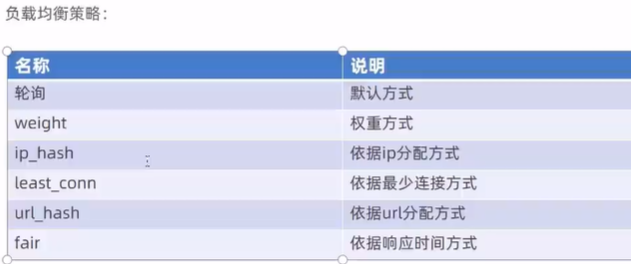 负载均衡策略：
名称 说明
轮询 默认方式
weight 权重方式
ip_hash 依据ip分配方式
least_conn 依据最少连接方式
url_hash 依据url分配方式
fair 依据响应时间方式